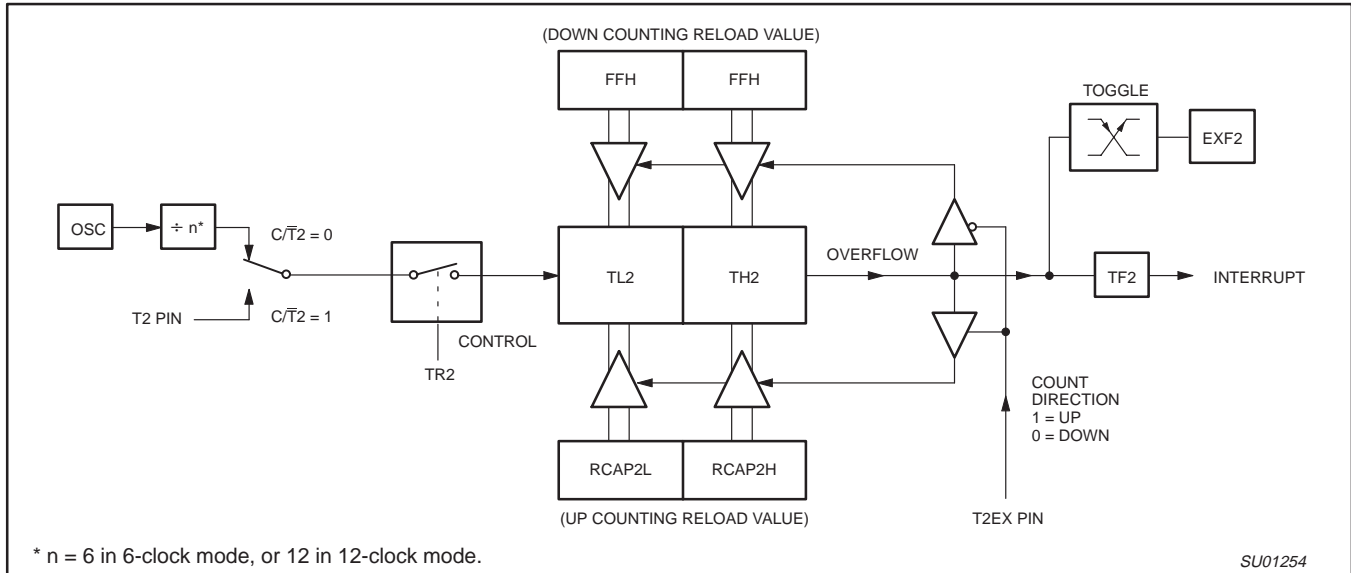 (DOWN COUNTING RELOAD VALUE)
FFH
FFH
TOGGLE
EXF2
OSC
÷ n*
C/T̅2 = 0
TL2
TH2
OVERFLOW
TF2
INTERRUPT
T2 PIN
C/T̅2 = 1
CONTROL
TR2
COUNT
DIRECTION
1 = UP
0 = DOWN
RCAP2L
RCAP2H
(UP COUNTING RELOAD VALUE)
T2EX PIN
* n = 6 in 6-clock mode, or 12 in 12-clock mode.
SU01254